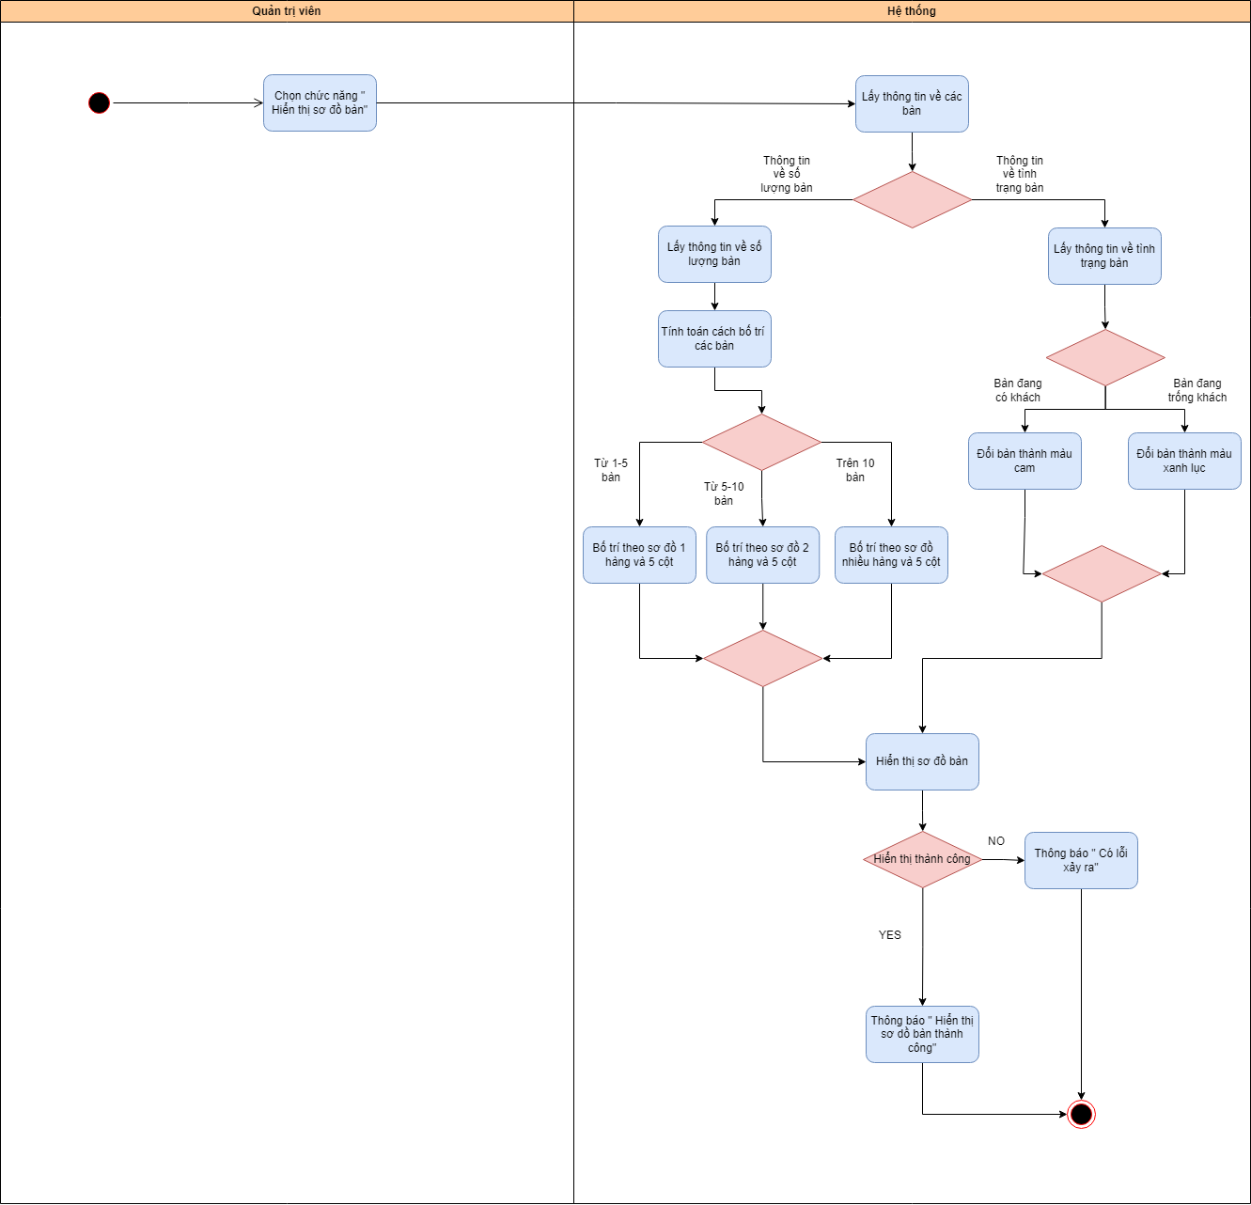 Quản trị viên
Hệ thống
Chọn chức năng "
Hiển thị sơ đồ bàn"
Lấy thông tin về các
bàn
Thông tin
về số
lượng bàn
Thông tin
về tình
trạng bàn
Lấy thông tin về số
lượng bàn
Lấy thông tin về tình
trạng bàn
Tính toán cách bố trí
các bàn
Bàn đang
có khách
Bàn đang
trống khách
Từ 1-5
bàn
Từ 5-10
bàn
Trên 10
bàn
Đổi bàn thành màu
cam
Đổi bàn thành màu
xanh lục
Bố trí theo sơ đồ 1
hàng và 5 cột
Bố trí theo sơ đồ 2
hàng và 5 cột
Bố trí theo sơ đồ
nhiều hàng và 5 cột
Hiển thị sơ đồ bàn
Hiển thị thành công
NO
Thông báo " Có lỗi
xảy ra"
YES
Thông báo " Hiển thị
sơ dồ bàn thành
công"